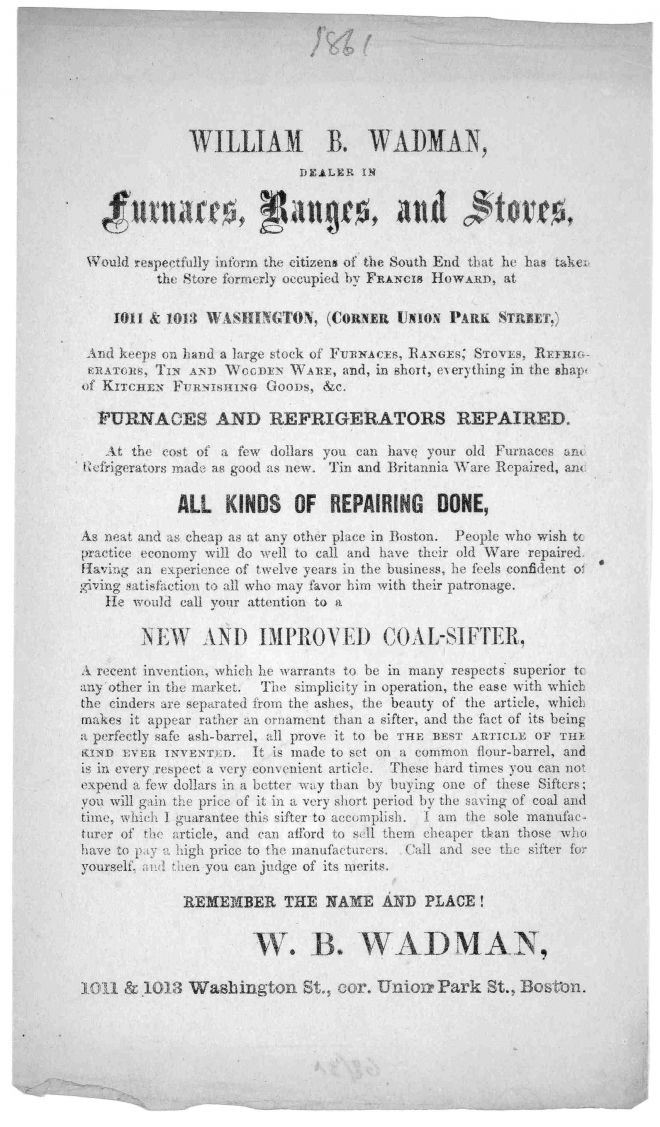 1861
WILLIAM B. WADMAN,
DEALER IN
Furnaces, Ranges, and Stoves,
Would respectfully inform the citizens of the South End that he has taken
the Store formerly occupied by FRANCIS HOWARD, at
1011 & 1013 WASHINGTON, (CORNER UNION PARK STREET,)
And keeps on hand a large stock of FURNACES, RANGES, STOVES, REFRIG-
ERATORS, TIN AND WOODEN WARE, and, in short, everything in the shape
of KITCHEN FURNISHING GOODS, &c.
FURNACES AND REFRIGERATORS REPAIRED.
At the cost of a few dollars you can have your old Furnaces and
Refrigerators made as good as new. Tin and Britannia Ware Repaired, and
ALL KINDS OF REPAIRING DONE,
As neat and as cheap as at any other place in Boston. People who wish to
practice economy will do well to call and have their old Ware repaired.
Having an experience of twelve years in the business, he feels confident of
giving satisfaction to all who may favor him with their patronage.
He would call your attention to a
NEW AND IMPROVED COAL-SIFTER,
A recent invention, which he warrants to be in many respects superior to
any other in the market. The simplicity in operation, the ease with which
the cinders are separated from the ashes, the beauty of the article, which
makes it appear rather an ornament than a sifter, and the fact of its being
a perfectly safe ash-barrel, all prove it to be THE BEST ARTICLE OF THE
KIND EVER INVENTED. It is made to set on a common flour-barrel, and
is in every respect a very convenient article. These hard times you can not
expend a few dollars in a better way than by buying one of these Sifters;
you will gain the price of it in a very short period by the saving of coal and
time, which I guarantee this sifter to accomplish. I am the sole manufac-
turer of the article, and can afford to sell them cheaper than those who
have to pay a high price to the manufacturers. Call and see the sifter for
yourself, and then you can judge of its merits.
REMEMBER THE NAME AND PLACE!
W. B. WADMAN,
1011 & 1013 Washington St., cor. Union Park St., Boston.